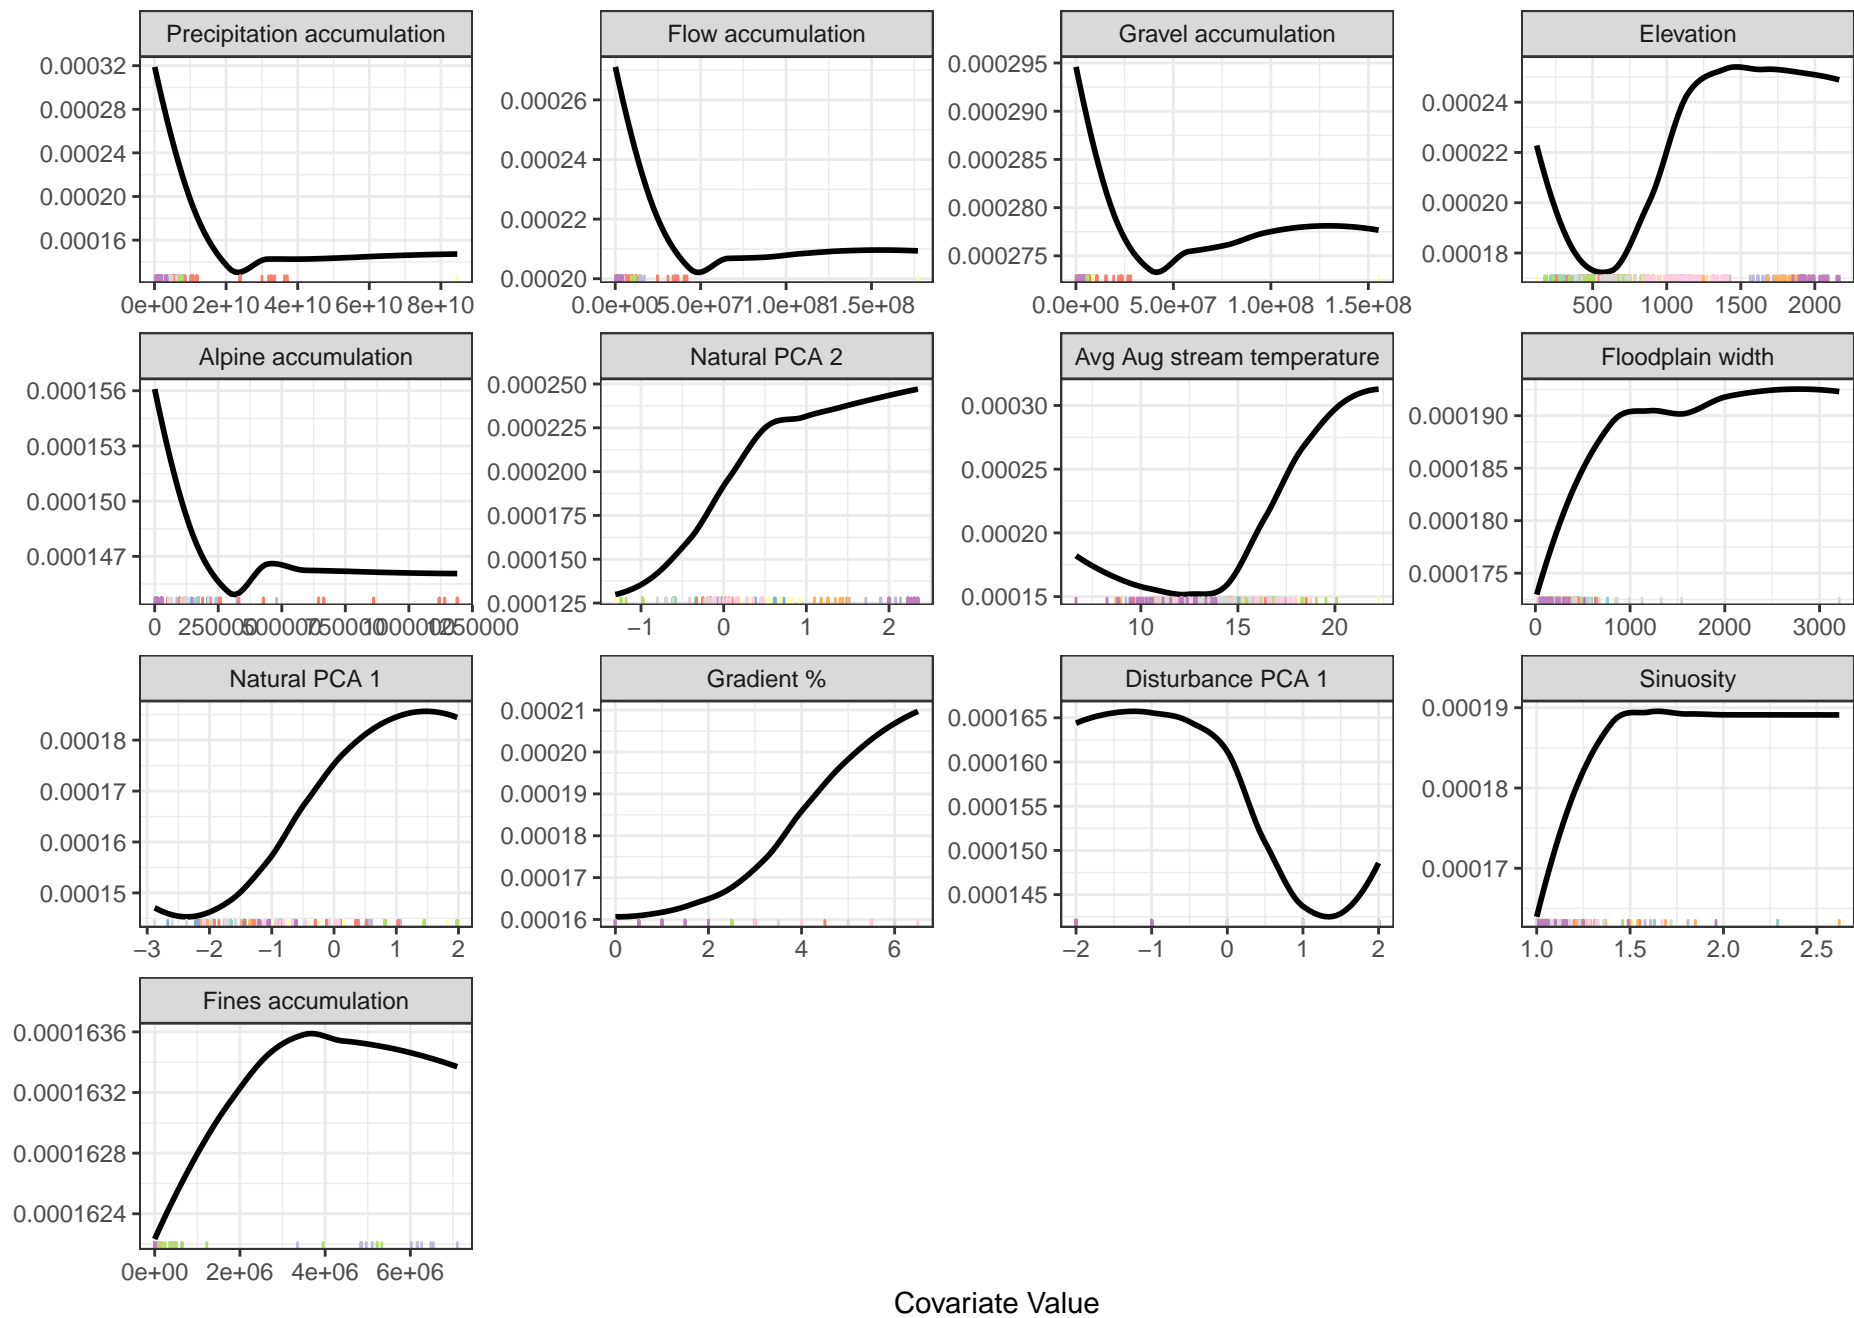 Precipitation accumulation
0.00032
0.00028
0.00024
0.00020
0.00016
0e+00 2e+10 4e+10 6e+10 8e+10
Flow accumulation
0.00026
0.00024
0.00022
0.00020
0.0e+00 5.0e+07 1.0e+08 1.5e+08
Gravel accumulation
0.000295
0.000290
0.000285
0.000280
0.000275
0.0e+00 5.0e+07 1.0e+08 1.5e+08
Elevation
0.00024
0.00022
0.00020
0.00018
500 1000 1500 2000
Alpine accumulation
0.000156
0.000153
0.000150
0.000147
0 250000 500000 750000 1000000 1250000
Natural PCA 2
0.000250
0.000225
0.000200
0.000175
0.000150
0.000125
−1 0 1 2
Avg Aug stream temperature
0.00030
0.00025
0.00020
0.00015
10 15 20
Floodplain width
0.000190
0.000185
0.000180
0.000175
0 1000 2000 3000
Natural PCA 1
0.00018
0.00017
0.00016
0.00015
−3 −2 −1 0 1 2
Gradient %
0.00021
0.00020
0.00019
0.00018
0.00017
0.00016
0 2 4 6
Disturbance PCA 1
0.000165
0.000160
0.000155
0.000150
0.000145
−2 −1 0 1 2
Sinuosity
0.00019
0.00018
0.00017
1.0 1.5 2.0 2.5
Fines accumulation
0.0001636
0.0001632
0.0001628
0.0001624
0e+00 2e+06 4e+06 6e+06
Covariate Value